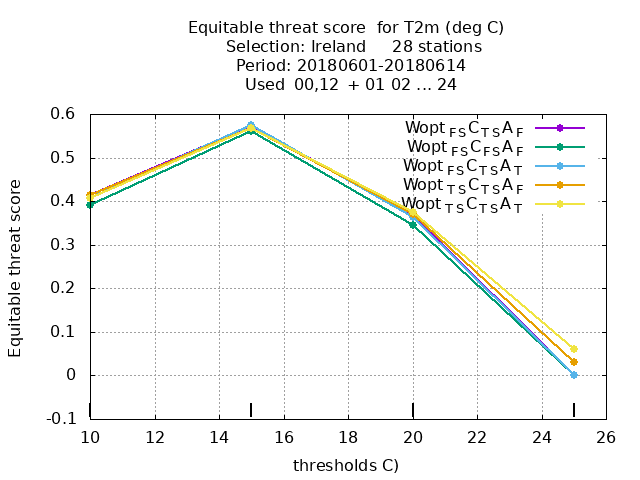 Equitable threat score for T2m (deg C)
Selection: Ireland 28 stations
Period: 20180601-20180614
Used 00,12 + 01 02 ... 24
0.6
0.5
0.4
0.3
0.2
0.1
0
-0.1
Equitable threat score
Wopt FS C TS A F
Wopt FS C FS A F
Wopt FS C TS A T
Wopt TS C TS A F
Wopt TS C TS A T
10 12 14 16 18 20 22 24 26
thresholds C)